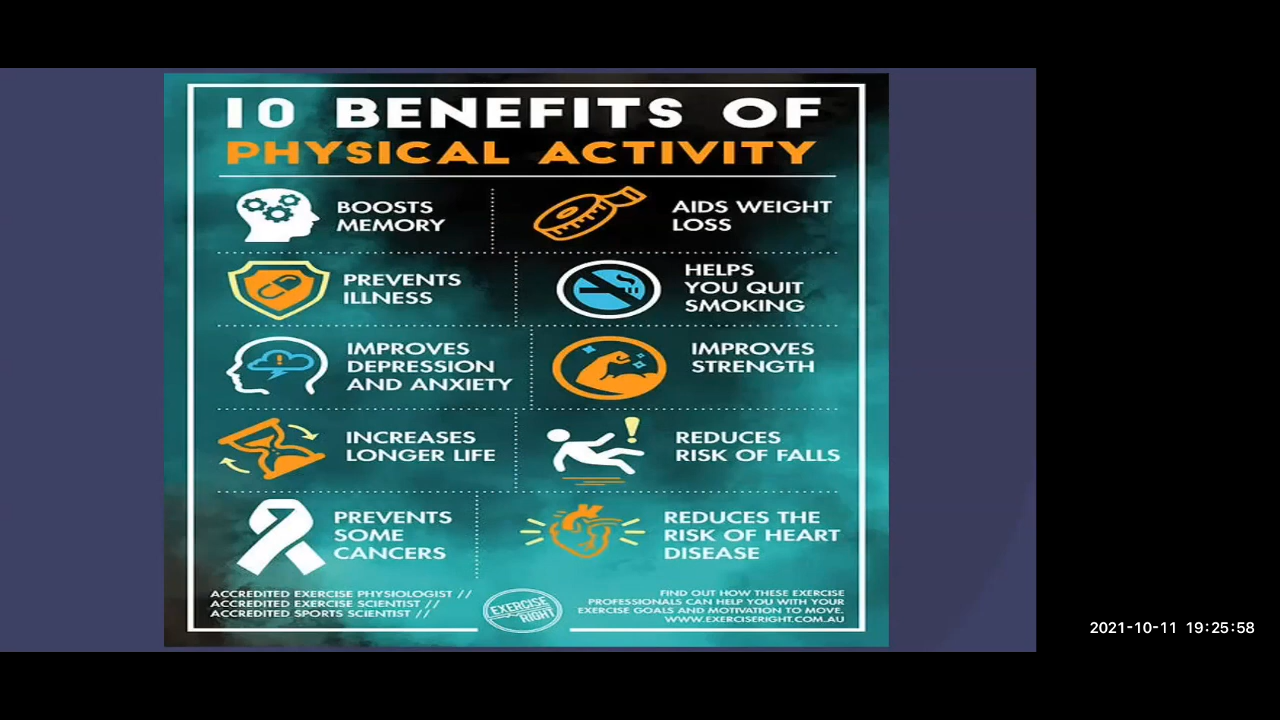 10 BENEFITS OF
PHYSICAL ACTIVITY
BOOSTS
MEMORY
AIDS WEIGHT
LOSS
PREVENTS
ILLNESS
HELPS
YOU QUIT
SMOKING
IMPROVES
DEPRESSION
AND ANXIETY
IMPROVES
STRENGTH
INCREASES
LONGER LIFE
REDUCES
RISK OF FALLS
PREVENTS
SOME
CANCERS
REDUCES THE
RISK OF HEART
DISEASE
ACCREDITED EXERCISE PHYSIOLOGIST //
ACCREDITED EXERCISE SCIENTIST //
ACCREDITED SPORTS SCIENTIST //
EXERCISE
RIGHT
FIND OUT HOW THESE EXERCISE
PROFESSIONALS CAN HELP YOU WITH YOUR
EXERCISE GOALS AND MOTIVATION TO MOVE.
WWW.EXERCISERIGHT.COM.AU
2021-10-11 19:25:58